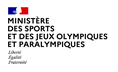 MINISTÈRE
DES SPORTS
ET DES JEUX OLYMPIQUES
ET PARALYMPIQUES
Liberté
Égalité
Fraternité